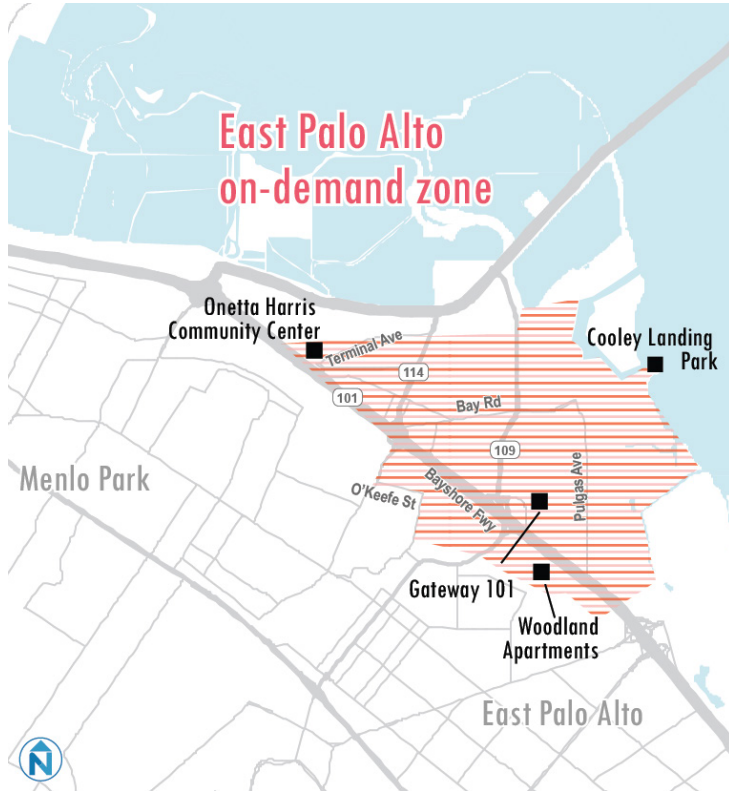 East Palo Alto
on-demand zone
Onetta Harris
Community Center
Terminal Ave
Cooley Landing
Park
114
101
Bay Rd
109
Menlo Park
O'Keefe St
Bayshore Fwy
Pulgas Ave
Gateway 101
Woodland
Apartments
East Palo Alto
N